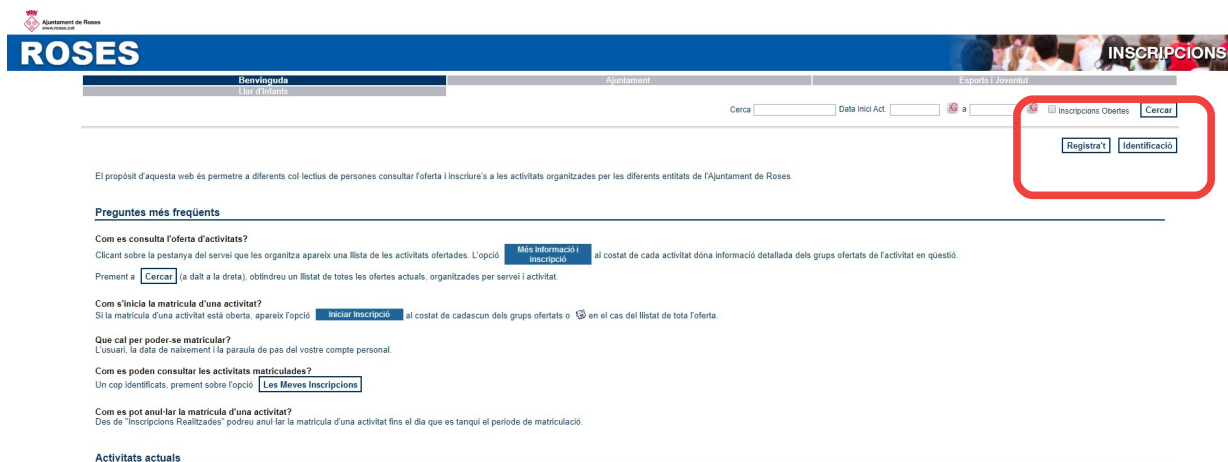 Ajuntament de Roses
www.roses.cat
ROSES
INSCRIPCIONS
Benvinguda Ajuntament Esports i Joventut
Llar d'Infants
Cerca Data Inici Act. a Inscripcions Obertes Cercar
Registra't Identificació
El propòsit d'aquesta web és permetre a diferents col·lectius de persones consultar l'oferta i inscriure's a les activitats organitzades per les diferents entitats de l'Ajuntament de Roses.
Preguntes més freqüents
Com es consulta l'oferta d'activitats?
Clicant sobre la pestanya del servei que les organitza apareix una llista de les activitats ofertades. L'opció Més Informació i inscripció al costat de cada activitat dóna informació detallada dels grups ofertats de l'activitat en qüestió.
Prement a Cercar (a dalt a la dreta), obtindreu un llistat de totes les ofertes actuals, organitzades per servei i activitat.
Com s'inicia la matricula d'una activitat?
Si la matricula d'una activitat està oberta, apareix l'opció Iniciar Inscripció al costat de cadascun dels grups ofertats o en el cas del llistat de tota l'oferta.
Que cal per poder-se matricular?
L'usuari, la data de naixement i la paraula de pas del vostre compte personal.
Com es poden consultar les activitats matriculades?
Un cop identificats, prement sobre l'opció Les Meves Inscripcions
Com es pot anul·lar la matrícula d'una activitat?
Des de "Inscripcions Realitzades" podreu anul·lar la matricula d'una activitat fins el dia que es tanqui el periode de matriculació.
Activitats actuals